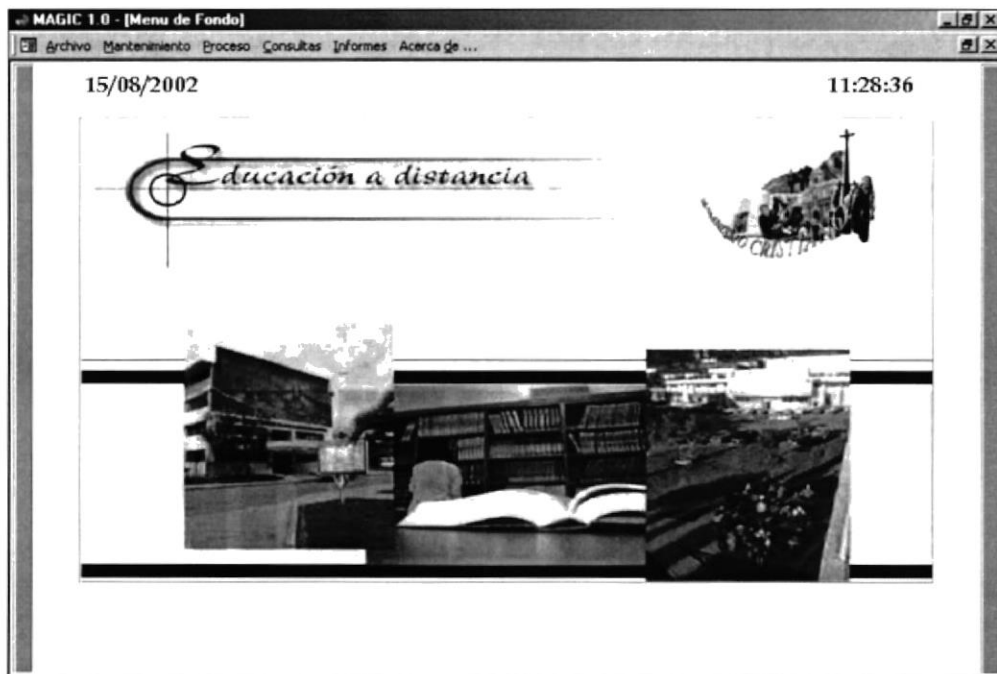 MAGIC 1.0 - [Menu de Fondo]
Archivo Mantenimiento Proceso Consultas Informes Acerca de ...
15/08/2002 11:28:36
Educación a distancia